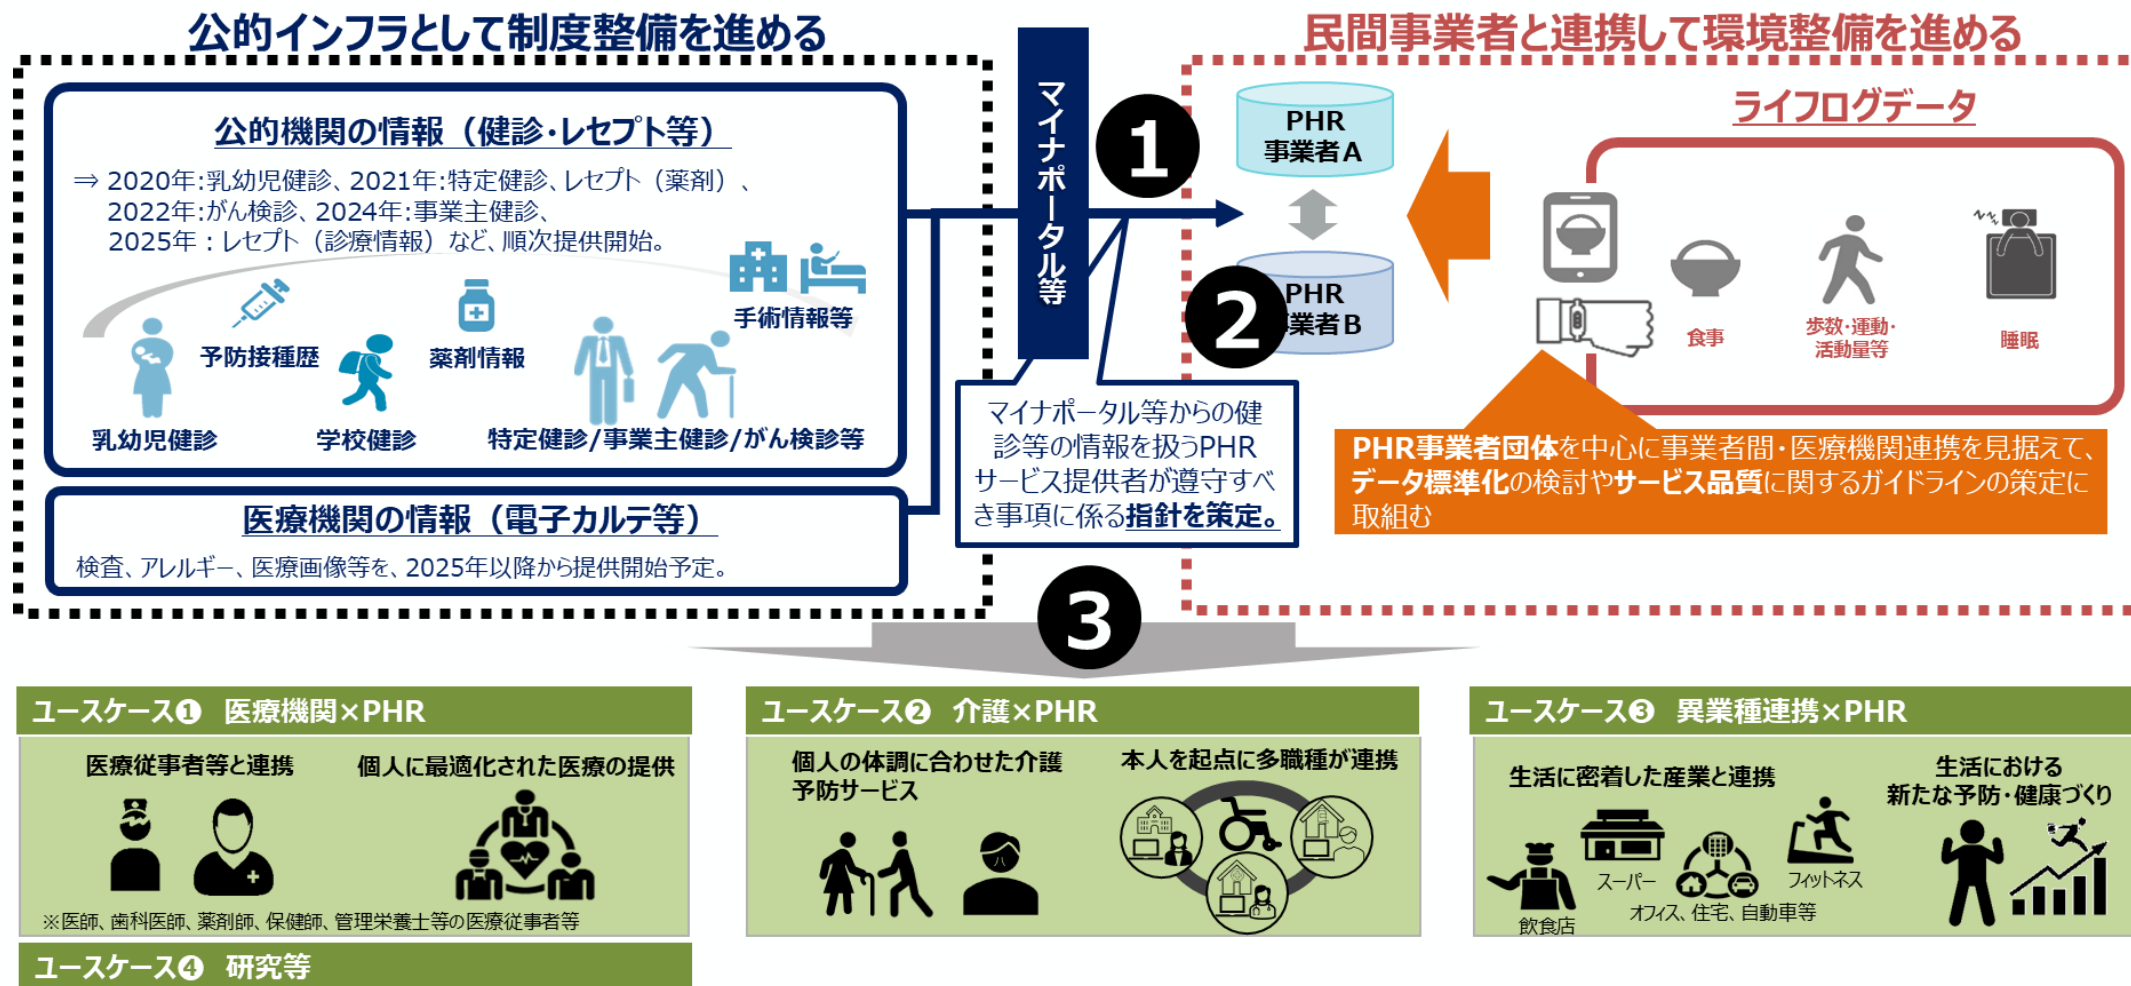 公的インフラとして制度整備を進める
公的機関の情報（健診・レセプト等）
⇒ 2020年:乳幼児健診、2021年:特定健診、レセプト（薬剤）、
2022年:がん検診、2024年:事業主健診、
2025年：レセプト（診療情報）など、順次提供開始。
手術情報等
予防接種歴
薬剤情報
乳幼児健診
学校健診
特定健診/事業主健診/がん検診等
医療機関の情報（電子カルテ等）
検査、アレルギー、医療画像等を、2025年以降から提供開始予定。
マイナポータル等
1
2
3
マイナポータル等からの健
診等の情報を扱うPHR
サービス提供者が遵守すべ
き事項に係る指針を策定。
民間事業者と連携して環境整備を進める
PHR
事業者A
PHR
事業者B
ライフログデータ
食事
歩数・運動・
活動量等
睡眠
PHR事業者団体を中心に事業者間・医療機関連携を見据えて、
データ標準化の検討やサービス品質に関するガイドラインの策定に
取組む
ユースケース❶ 医療機関×PHR
医療従事者等と連携
個人に最適化された医療の提供
※医師、歯科医師、薬剤師、保健師、管理栄養士等の医療従事者等
ユースケース❷ 介護×PHR
個人の体調に合わせた介護
予防サービス
本人を起点に多職種が連携
ユースケース❸ 異業種連携×PHR
生活に密着した産業と連携
スーパー
フィットネス
オフィス、住宅、自動車等
飲食店
生活における
新たな予防・健康づくり
ユースケース❹ 研究等